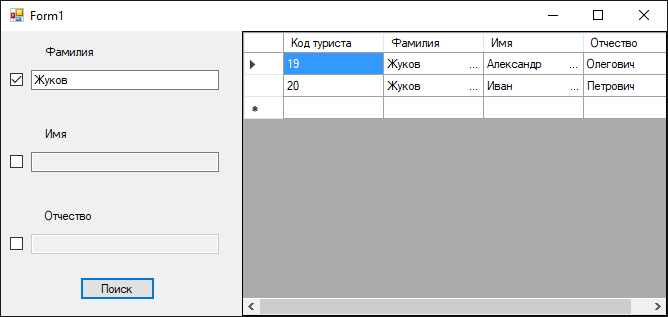 Form1
Фамилия
Жуков
Имя
Отчество
Поиск
Код туриста Фамилия Имя Отчество
19 Жуков ... Александр ... Олегович
20 Жуков ... Иван ... Петрович